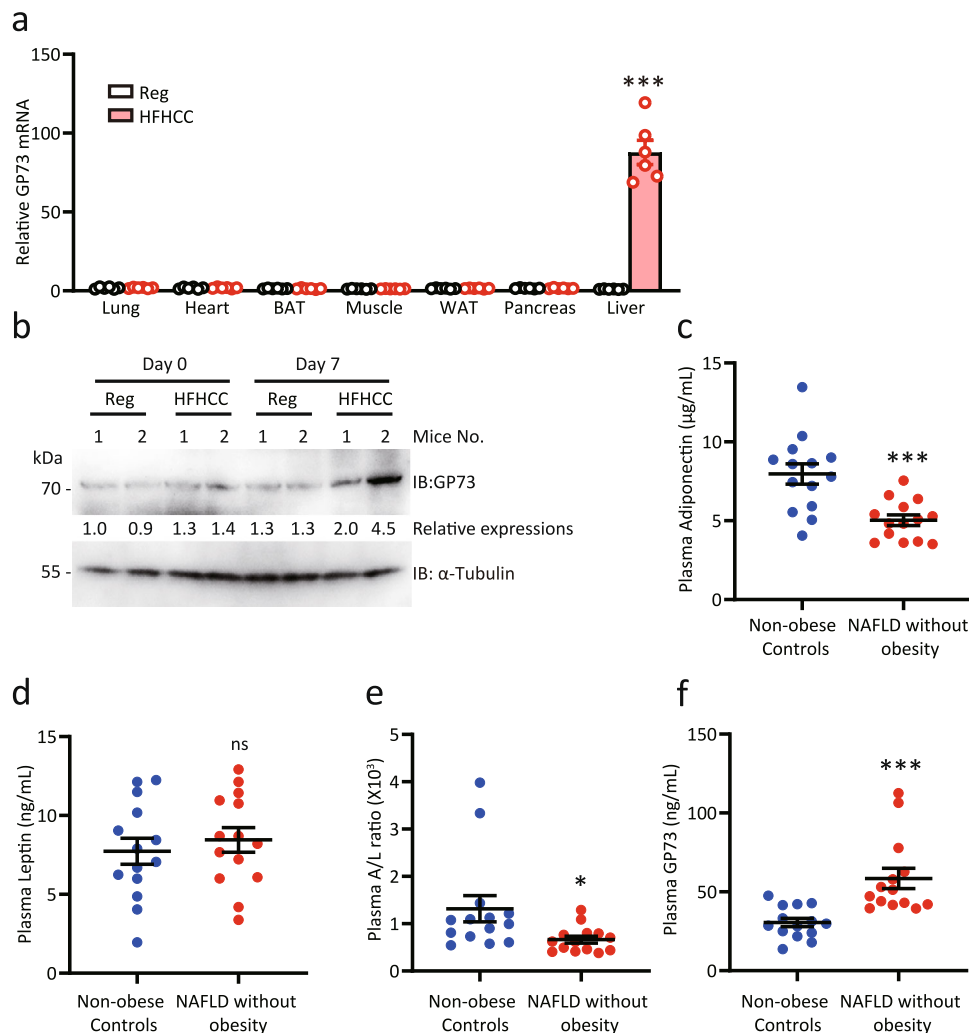 a
150
100
50
0
Relative GP73 mRNA
Reg
HFHCC
***
Lung Heart BAT Muscle WAT Pancreas Liver
b
Day 0 Day 7
Reg HFHCC Reg HFHCC
1 2 1 2 1 2 1 2 Mice No.
kDa
70 - IB:GP73
1.0 0.9 1.3 1.4 1.3 1.3 2.0 4.5 Relative expressions
55 - IB: α-Tubulin
c
15
10
5
0
Plasma Adiponectin (µg/mL)
***
Non-obese Controls
NAFLD without obesity
d
15
10
5
0
Plasma Leptin (ng/mL)
ns
Non-obese Controls
NAFLD without obesity
e
5
4
3
2
1
0
Plasma A/L ratio (X10³)
*
Non-obese Controls
NAFLD without obesity
f
150
100
50
0
Plasma GP73 (ng/mL)
***
Non-obese Controls
NAFLD without obesity